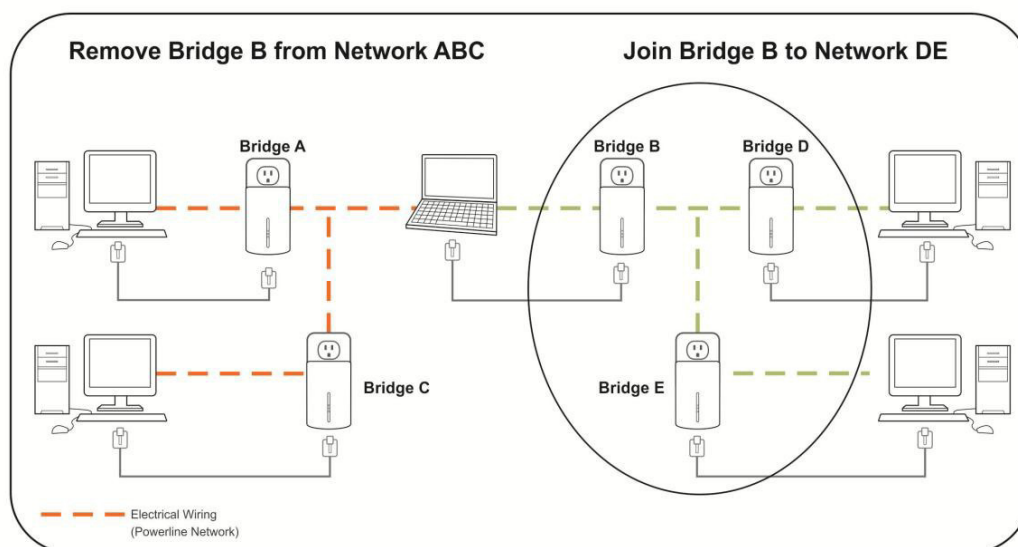 Remove Bridge B from Network ABC
Join Bridge B to Network DE
Bridge A
Bridge B
Bridge D
Bridge C
Bridge E
Electrical Wiring
(Powerline Network)